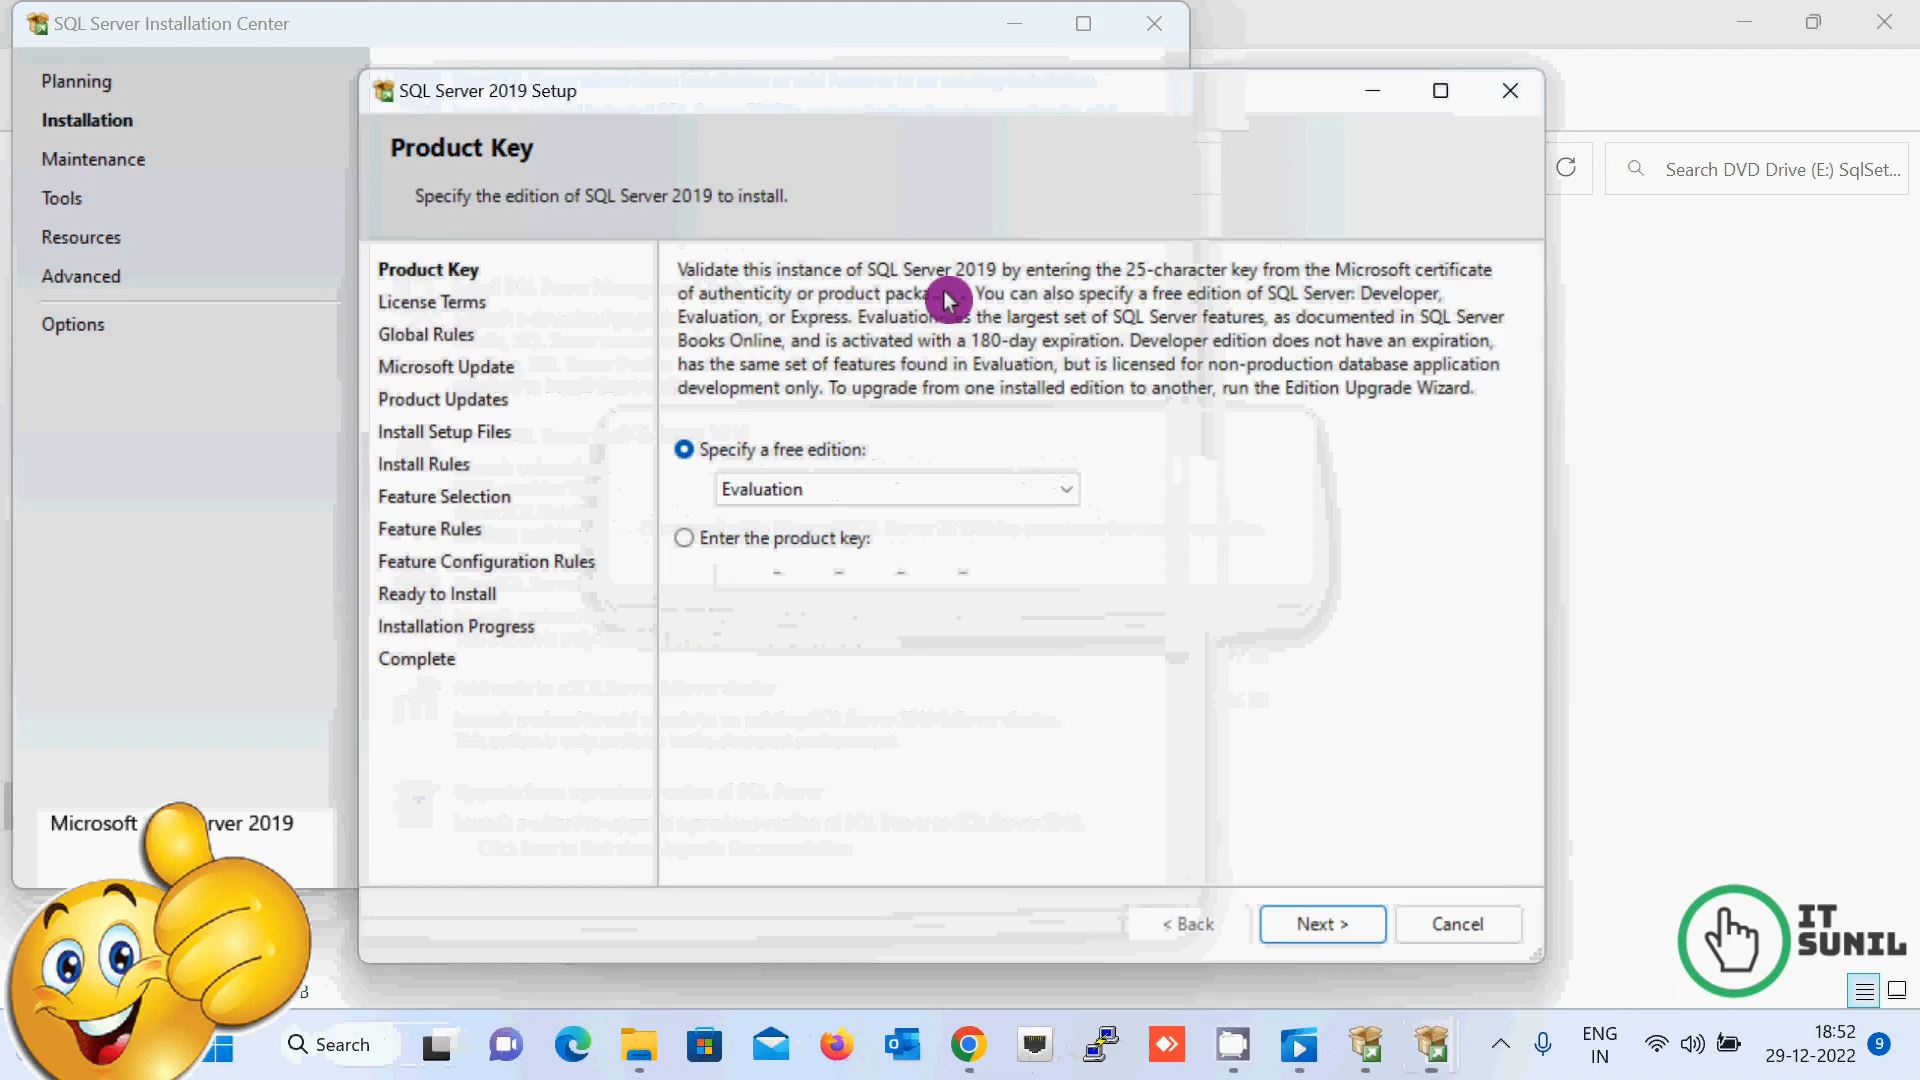 SQL Server Installation Center
Planning
Installation
Maintenance
Tools
Resources
Advanced
Options
Microsoft
rver 2019
SQL Server 2019 Setup
Product Key
Specify the edition of SQL Server 2019 to install.
Product Key
License Terms
Global Rules
Microsoft Update
Product Updates
Install Setup Files
Install Rules
Feature Selection
Feature Rules
Feature Configuration Rules
Ready to Install
Installation Progress
Complete
Validate this instance of SQL Server 2019 by entering the 25-character key from the Microsoft certificate
of authenticity or product packa You can also specify a free edition of SQL Server: Developer,
Evaluation, or Express. Evaluation s the largest set of SQL Server features, as documented in SQL Server
Books Online, and is activated with a 180-day expiration. Developer edition does not have an expiration,
has the same set of features found in Evaluation, but is licensed for non-production database application
development only. To upgrade from one installed edition to another, run the Edition Upgrade Wizard.
Specify a free edition:
Evaluation
Enter the product key:
- - - -
< Back
Next >
Cancel
Search DVD Drive (E:) SqlSet...
IT
SUNIL
Search
ENG
IN
18:52
29-12-2022
9